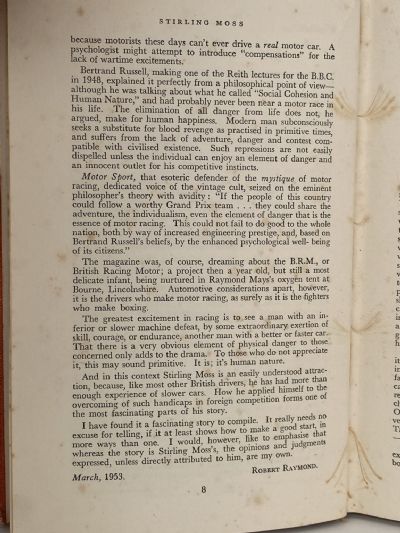 STIRLING MOSS
because motorists these days can't ever drive a real motor car. A
psychologist might attempt to introduce "compensations" for the
lack of wartime excitements.
Bertrand Russell, making one of the Reith lectures for the B.B.C.
in 1948, explained it perfectly from a philosophical point of view—
although he was talking about what he called "Social Cohesion and
Human Nature," and had probably never been near a motor race in
his life. The elimination of all danger from life does not, he
argued, make for human happiness. Modern man subconsciously
seeks a substitute for blood revenge as practised in primitive times,
and suffers from the lack of adventure, danger and contest com-
patible with civilised existence. Such repressions are not easily
dispelled unless the individual can enjoy an element of danger and
an innocent outlet for his competitive instincts.
Motor Sport, that esoteric defender of the mystique of motor
racing, dedicated voice of the vintage cult, seized on the eminent
philosopher's theory with avidity: "If the people of this country
could follow a worthy Grand Prix team . . . they could share the
adventure, the individualism, even the element of danger that is the
essence of motor racing. This could not fail to do good to the whole
nation, both by way of increased engineering prestige, and, based on
Bertrand Russell's beliefs, by the enhanced psychological well- being
of its citizens."
The magazine was, of course, dreaming about the B.R.M., or
British Racing Motor; a project then a year old, but still a most
delicate infant, being nurtured in Raymond Mays's oxygen tent at
Bourne, Lincolnshire. Automotive considerations apart, however,
it is the drivers who make motor racing, as surely as it is the fighters
who make boxing.
The greatest excitement in racing is to see a man with an in-
ferior or slower machine defeat, by some extraordinary exertion of
skill, courage, or endurance, another man with a better or faster car.
That there is a very obvious element of physical danger to those
concerned only adds to the drama. To those who do not appreciate
it, this may sound primitive. It is; it's human nature.
And in this context Stirling Moss is an easily understood attrac-
tion, because, like most other British drivers, he has had more than
enough experience of slower cars. How he applied himself to the
overcoming of such handicaps in foreign competition forms one of
the most fascinating parts of his story.
I have found it a fascinating story to compile. It really needs no
excuse for telling, if it at least shows how to make a good start, in
more ways than one. I would, however, like to emphasise that
whereas the story is Stirling Moss's, the opinions and judgments
expressed, unless directly attributed to him, are my own.
ROBERT RAYMOND.
March, 1953.
8